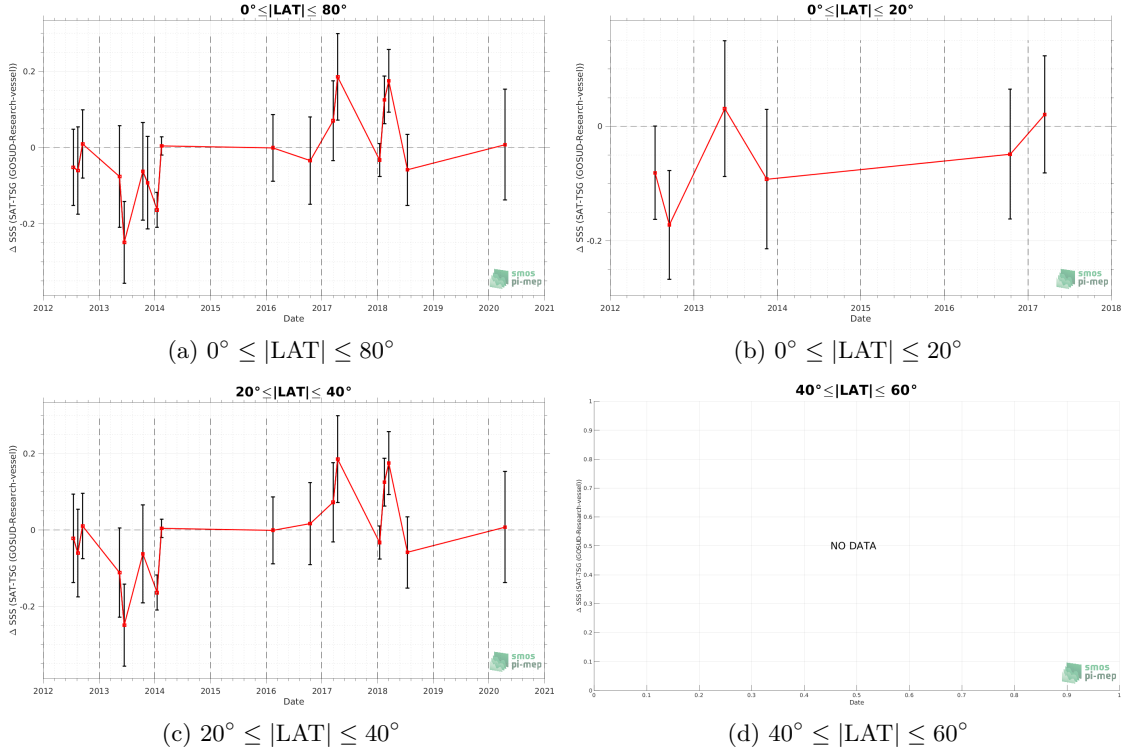 0°≤|LAT|≤ 80°
Δ SSS (SAT-TSG (GOSUD-Research-vessel))
0.2
0
-0.2
smos
pi-mep
2012 2013 2014 2015 2016 2017 2018 2019 2020 2021
Date
(a) 0° ≤ |LAT| ≤ 80°
0°≤|LAT|≤ 20°
Δ SSS (SAT-TSG (GOSUD-Research-vessel))
0
-0.2
smos
pi-mep
2012 2013 2014 2015 2016 2017 2018
Date
(b) 0° ≤ |LAT| ≤ 20°
20°≤|LAT|≤ 40°
Δ SSS (SAT-TSG (GOSUD-Research-vessel))
0.2
0
-0.2
smos
pi-mep
2012 2013 2014 2015 2016 2017 2018 2019 2020 2021
Date
(c) 20° ≤ |LAT| ≤ 40°
40°≤|LAT|≤ 60°
Δ SSS (SAT-TSG (GOSUD-Research-vessel))
1
0.9
0.8
0.7
0.6
0.5
0.4
0.3
0.2
0.1
0
NO DATA
smos
pi-mep
0 0.1 0.2 0.3 0.4 0.5 0.6 0.7 0.8 0.9 1
Date
(d) 40° ≤ |LAT| ≤ 60°